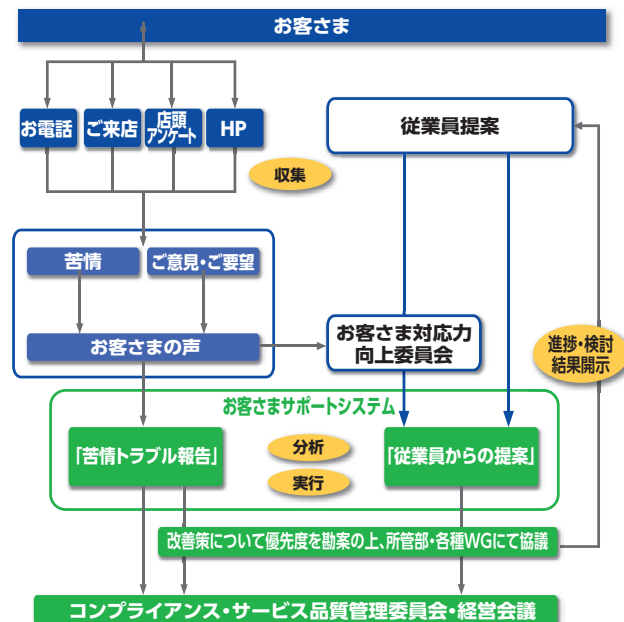 お客さま
お電話
ご来店
店頭
アンケート
HP
従業員提案
収集
苦情
ご意見・ご要望
お客さまの声
お客さま対応力
向上委員会
進捗・検討
結果開示
お客さまサポートシステム
「苦情トラブル報告」
分析
実行
「従業員からの提案」
改善策について優先度を勘案の上、所管部・各種WGにて協議
コンプライアンス・サービス品質管理委員会・経営会議